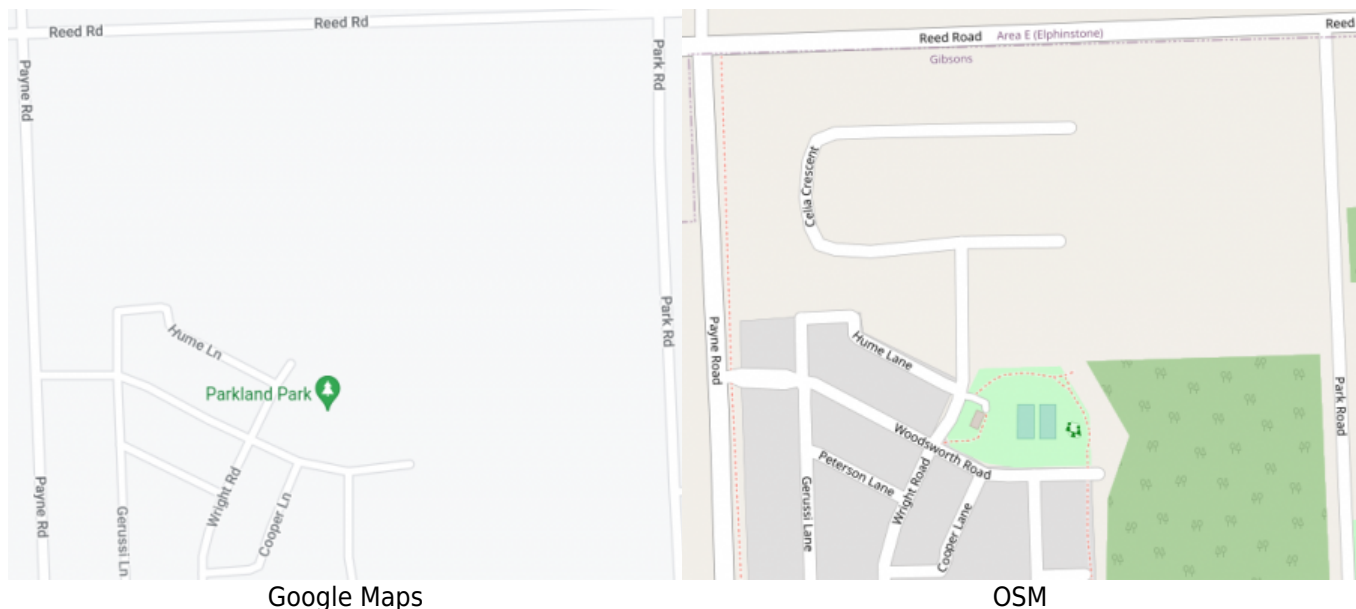 Reed Rd
Reed Rd
Payne Rd
Park Rd
Park Rd
Hume Ln
Parkland Park
Payne Rd
Gerussi Ln
Wright Rd
Cooper Ln
Google Maps
Reed Road
Area E (Elphinstone)
Reed
Gibsons
Celia Crescent
Payne Road
Hume Lane
Park Road
Woodsworth Road
Peterson Lane
Gerussi Lane
Wright Road
Cooper Lane
OSM